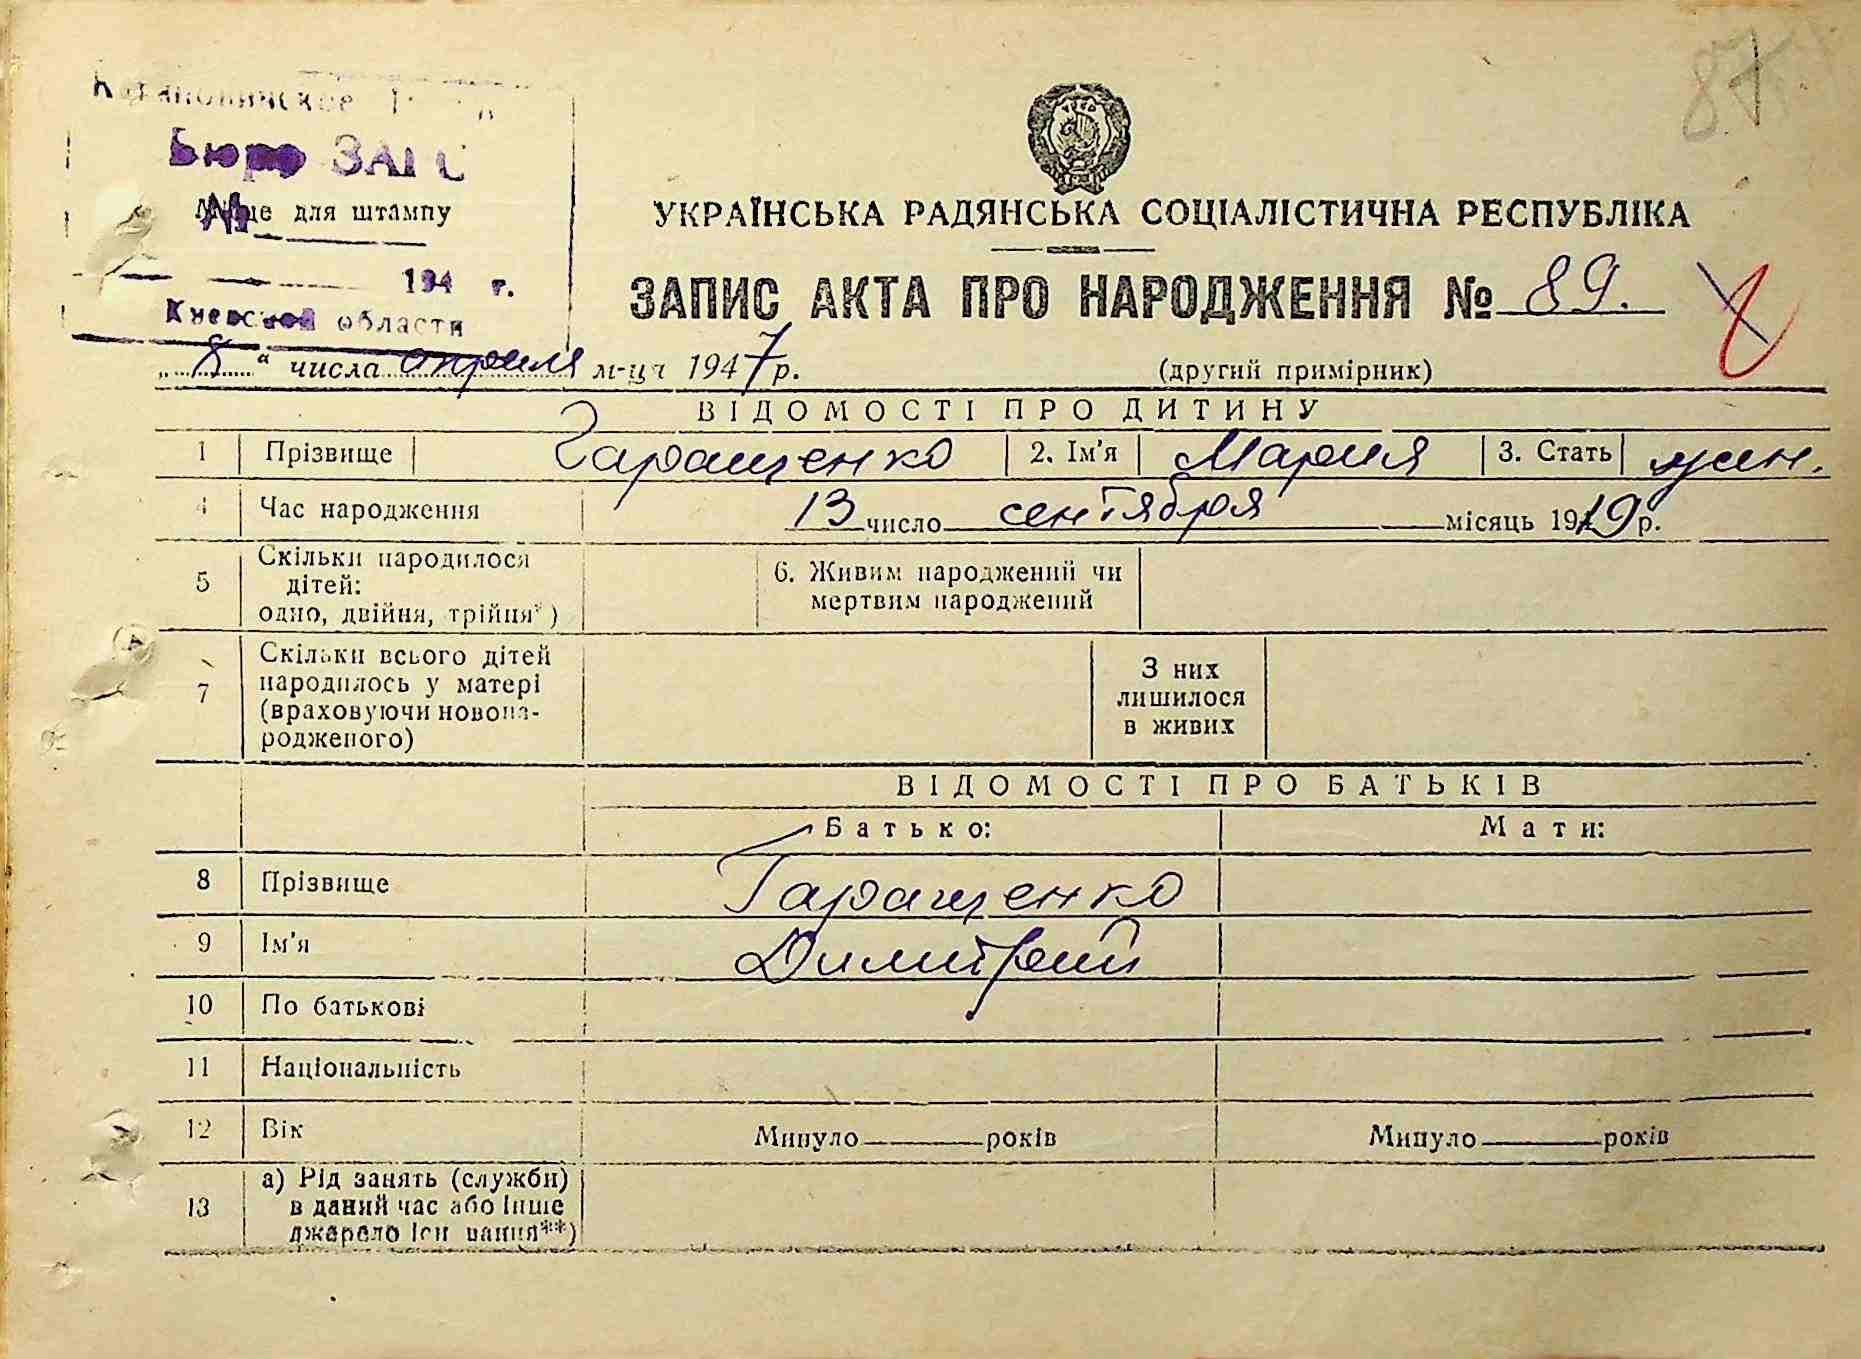 87
Бюро ЗАГС
Місце для штампу
194 г.
Киевской области
УКРАЇНСЬКА РАДЯНСЬКА СОЦІАЛІСТИЧНА РЕСПУБЛІКА
ЗАПИС АКТА ПРО НАРОДЖЕННЯ № 89.
„8“ числа апреля м-ця 1947 р. (другий примірник)
ВІДОМОСТІ ПРО ДИТИНУ
1 Прізвище Гаращенко 2. Ім'я Мария 3. Стать жен.
4 Час народження 13 число сентября місяць 1919 р.
5 Скільки народилося дітей: одно, двійня, трійня*) 6. Живим народжений чи мертвим народжений
7 Скільки всього дітей народилось у матері (враховуючи новонародженого) З них лишилося в живих
ВІДОМОСТІ ПРО БАТЬКІВ
Батько: Мати:
8 Прізвище Гаращенко
9 Ім'я Димитрий
10 По батькові
11 Національність
12 Вік Минуло років Минуло років
13 а) Рід занять (служби) в даний час або інше джерело існування**)